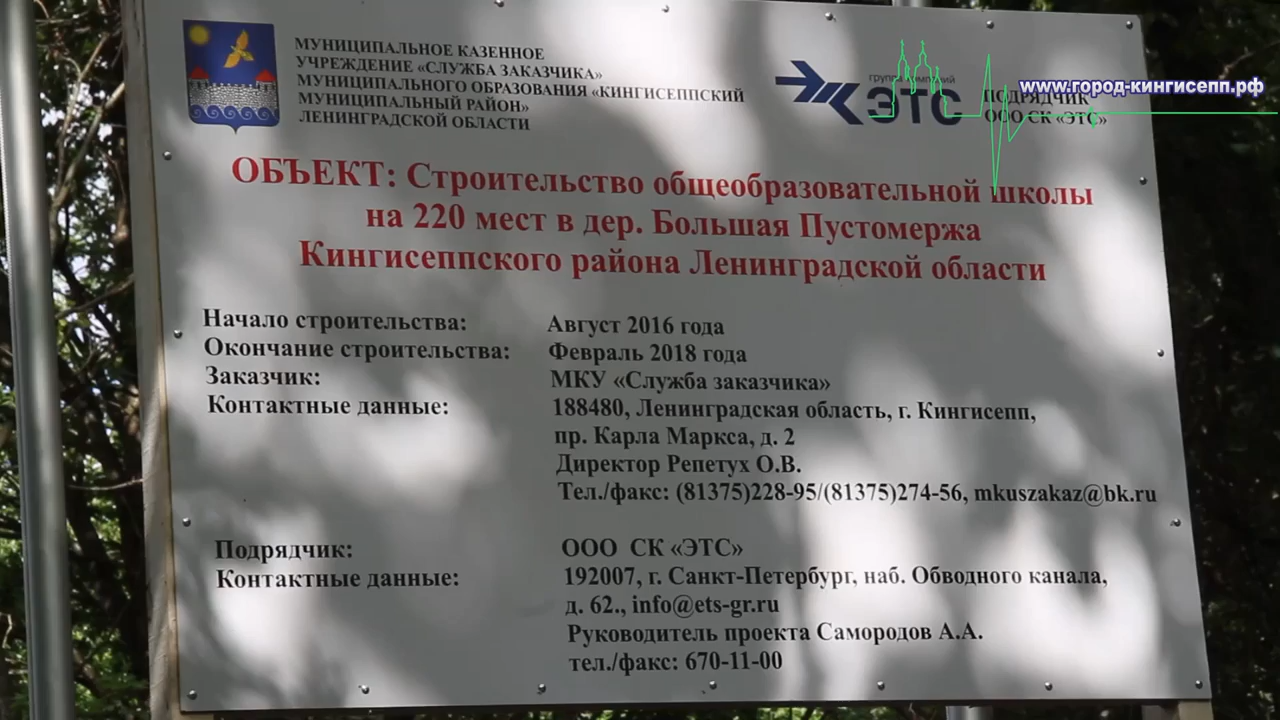 МУНИЦИПАЛЬНОЕ КАЗЕННОЕ
УЧРЕЖДЕНИЕ «СЛУЖБА ЗАКАЗЧИКА»
МУНИЦИПАЛЬНОГО ОБРАЗОВАНИЯ «КИНГИСЕППСКИЙ
МУНИЦИПАЛЬНЫЙ РАЙОН»
ЛЕНИНГРАДСКОЙ ОБЛАСТИ
группа компаний
ЭТС
ПОДРЯДЧИК
ООО СК «ЭТС»
www.город-кингисепп.рф
ОБЪЕКТ: Строительство общеобразовательной школы
на 220 мест в дер. Большая Пустомержа
Кингисеппского района Ленинградской области
Начало строительства: Август 2016 года
Окончание строительства: Февраль 2018 года
Заказчик: МКУ «Служба заказчика»
Контактные данные: 188480, Ленинградская область, г. Кингисепп,
пр. Карла Маркса, д. 2
Директор Репетух О.В.
Тел./факс: (81375)228-95/(81375)274-56, mkuszakaz@bk.ru
Подрядчик: ООО СК «ЭТС»
Контактные данные: 192007, г. Санкт-Петербург, наб. Обводного канала,
д. 62., info@ets-gr.ru
Руководитель проекта Самородов А.А.
тел./факс: 670-11-00